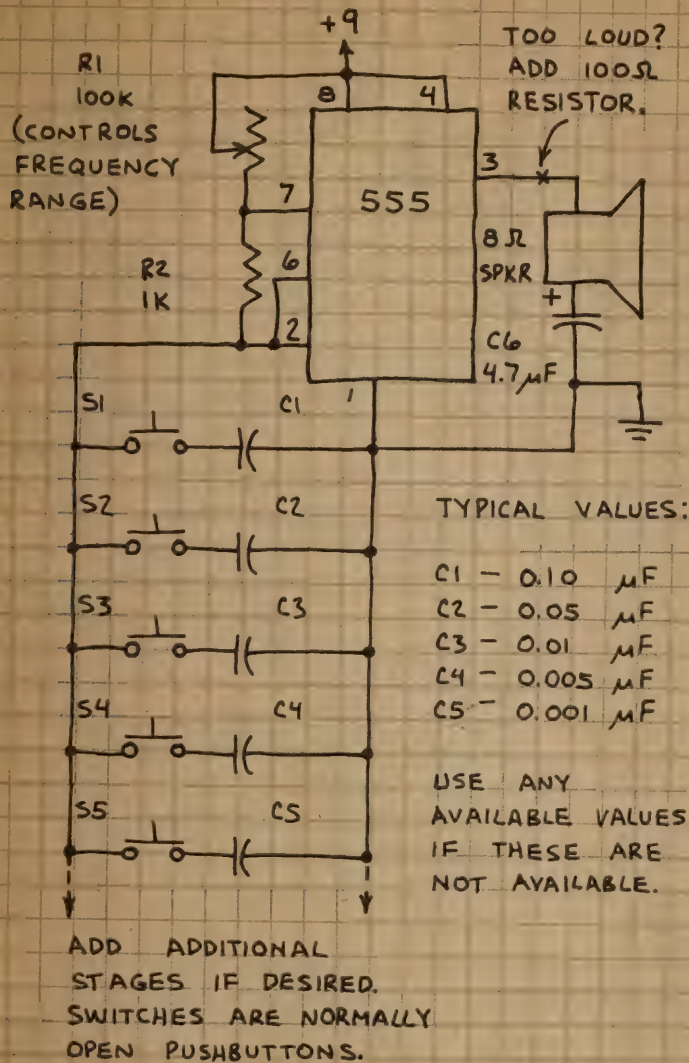 +9
R1
100K
(CONTROLS
FREQUENCY
RANGE)
TOO LOUD?
ADD 100Ω
RESISTOR.
8
4
3
7
555
6
8Ω
SPKR
R2
1K
2
+
C6
4.7μF
1
S1
C1
S2
C2
S3
C3
S4
C4
S5
C5
TYPICAL VALUES:
C1 - 0.10 μF
C2 - 0.05 μF
C3 - 0.01 μF
C4 - 0.005 μF
C5 - 0.001 μF
USE ANY
AVAILABLE VALUES
IF THESE ARE
NOT AVAILABLE.
ADD ADDITIONAL
STAGES IF DESIRED.
SWITCHES ARE NORMALLY
OPEN PUSHBUTTONS.